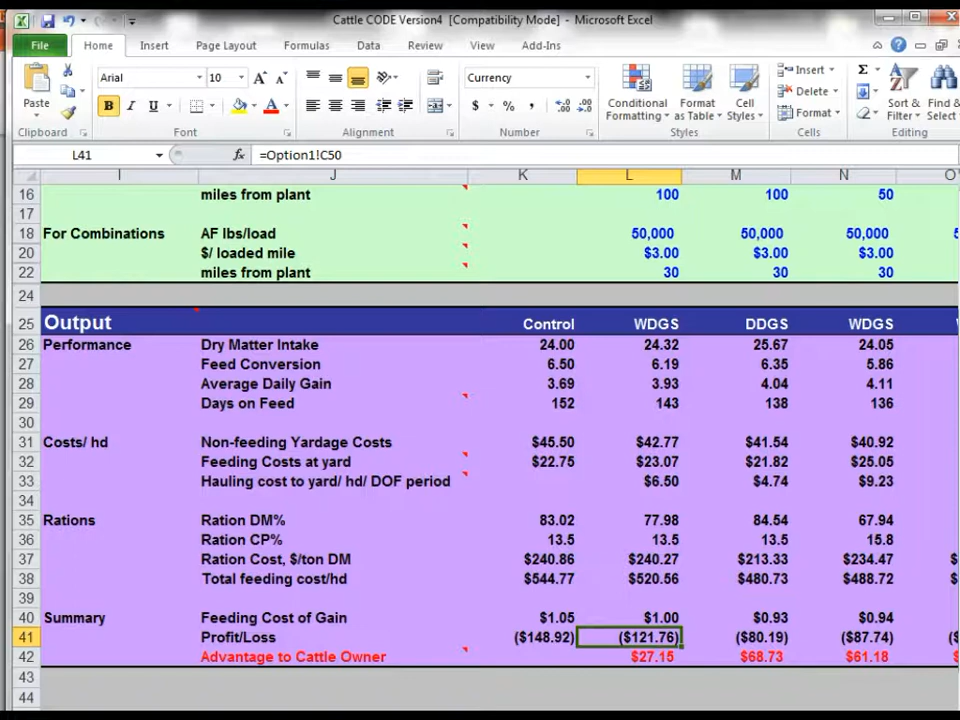 Cattle CODE Version4 [Compatibility Mode] - Microsoft Excel
File Home Insert Page Layout Formulas Data Review View Add-Ins
Paste Arial 10 Currency Conditional Formatting Format as Table Cell Styles Insert Delete Format Sort & Filter Find & Select
Clipboard Font Alignment Number Styles Cells Editing
L41 fx =Option1!C50
I J K L M N O
16 miles from plant 100 100 50
17
18 For Combinations AF lbs/load 50,000 50,000 50,000
20 $/ loaded mile $3.00 $3.00 $3.00
22 miles from plant 30 30 30
24
25 Output Control WDGS DDGS WDGS
26 Performance Dry Matter Intake 24.00 24.32 25.67 24.05
27 Feed Conversion 6.50 6.19 6.35 5.86
28 Average Daily Gain 3.69 3.93 4.04 4.11
29 Days on Feed 152 143 138 136
30
31 Costs/ hd Non-feeding Yardage Costs $45.50 $42.77 $41.54 $40.92
32 Feeding Costs at yard $22.75 $23.07 $21.82 $25.05
33 Hauling cost to yard/ hd/ DOF period $6.50 $4.74 $9.23
34
35 Rations Ration DM% 83.02 77.98 84.54 67.94
36 Ration CP% 13.5 13.5 13.5 15.8
37 Ration Cost, $/ton DM $240.86 $240.27 $213.33 $234.47
38 Total feeding cost/hd $544.77 $520.56 $480.73 $488.72
39
40 Summary Feeding Cost of Gain $1.05 $1.00 $0.93 $0.94
41 Profit/Loss ($148.92) ($121.76) ($80.19) ($87.74)
42 Advantage to Cattle Owner $27.15 $68.73 $61.18
43
44